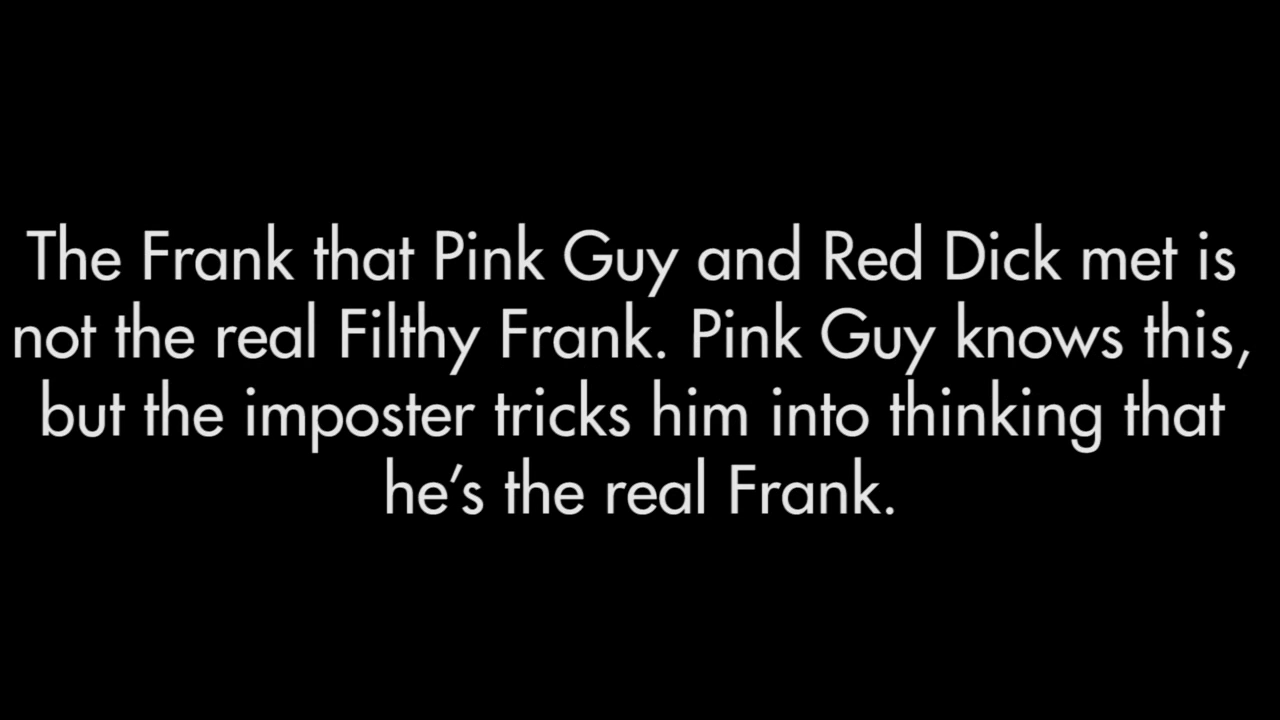 The Frank that Pink Guy and Red Dick met is
not the real Filthy Frank. Pink Guy knows this,
but the imposter tricks him into thinking that
he’s the real Frank.